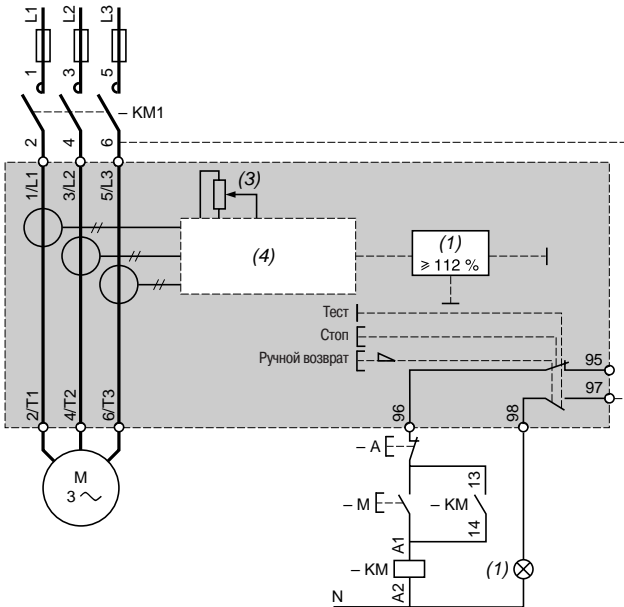 L1 L2 L3
1 3 5
– KM1
2 4 6
1/L1 3/L2 5/L3
(3)
(4)
(1)
≥ 112 %
Тест
Стоп
Ручной возврат
95
97
2/T1 4/T2 6/T3
96 98
– A
M
3 ~
13
– M – KM
14
A1
– KM (1)
A2
N